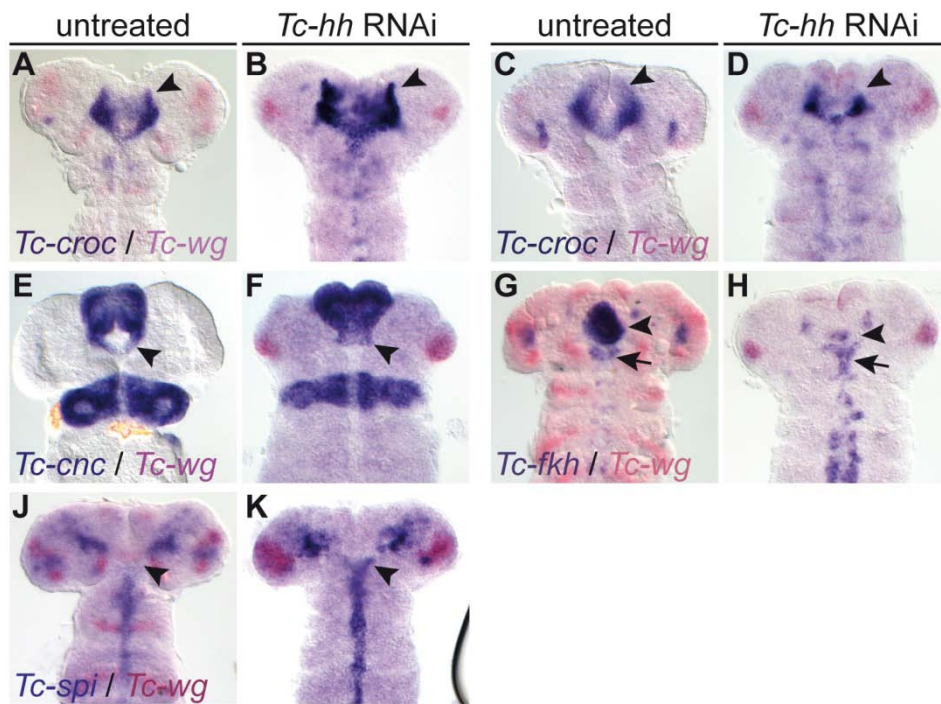 untreated Tc-hh RNAi untreated Tc-hh RNAi
A B C D
Tc-croc / Tc-wg Tc-croc / Tc-wg
E F G H
Tc-cnc / Tc-wg Tc-fkh / Tc-wg
J K
Tc-spi / Tc-wg